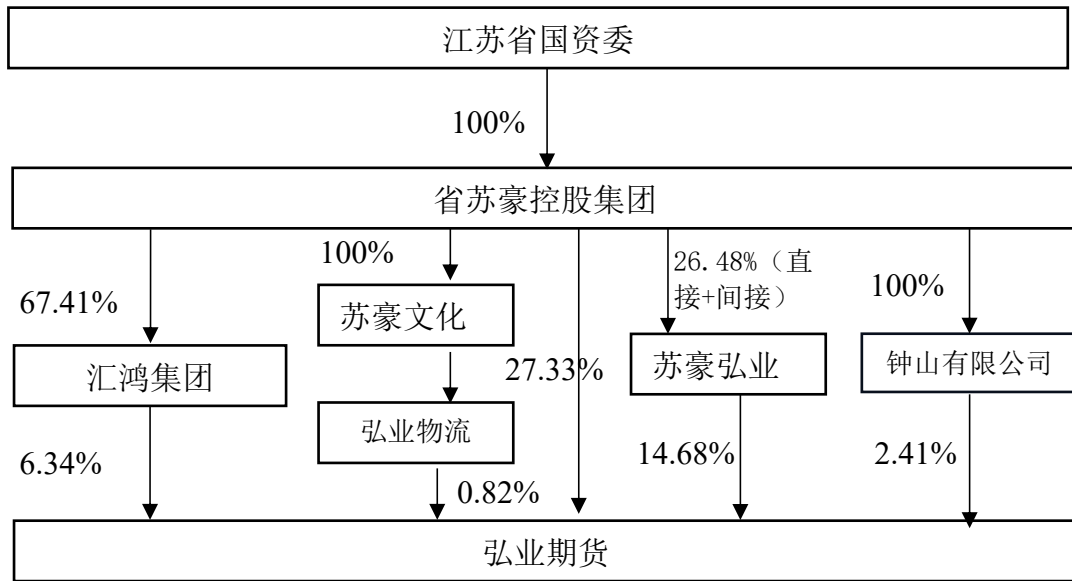 江苏省国资委
100%
省苏豪控股集团
67.41%
100%
26.48%（直
接+间接）
100%
苏豪文化
汇鸿集团
27.33%
苏豪弘业
钟山有限公司
弘业物流
6.34%
0.82%
14.68%
2.41%
弘业期货